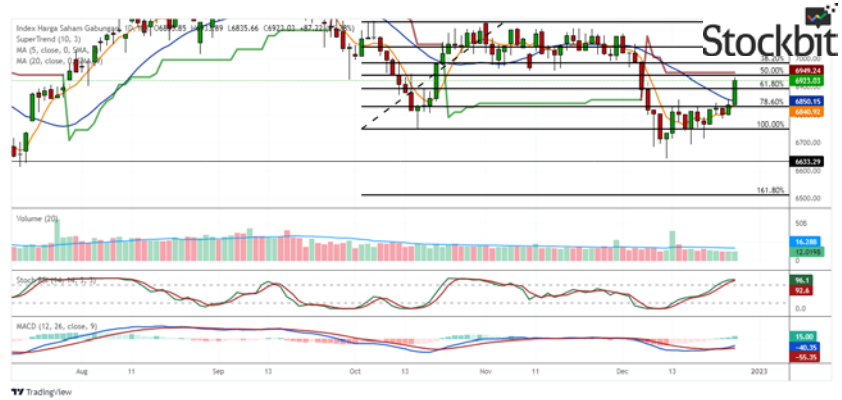 Index Harga Saham Gabungan
SuperTrend (10, 3)
MA (5, close, 0, SMA,
MA (20, close, 0,
Stockbit
38.20%
7000.00
50.00%
6949.24
6923.03
61.80%
6850.15
78.60%
6840.92
100.00%
6700.00
6633.29
6600.00
161.80%
6500.00
Volume (20)
50B
16.28B
12.019B
0
Stoch
96.1
92.6
0.0
MACD (12, 26, close, 9)
15.00
-40.35
-55.35
Aug
11
Sep
13
Oct
13
Nov
11
Dec
13
2023
TradingView